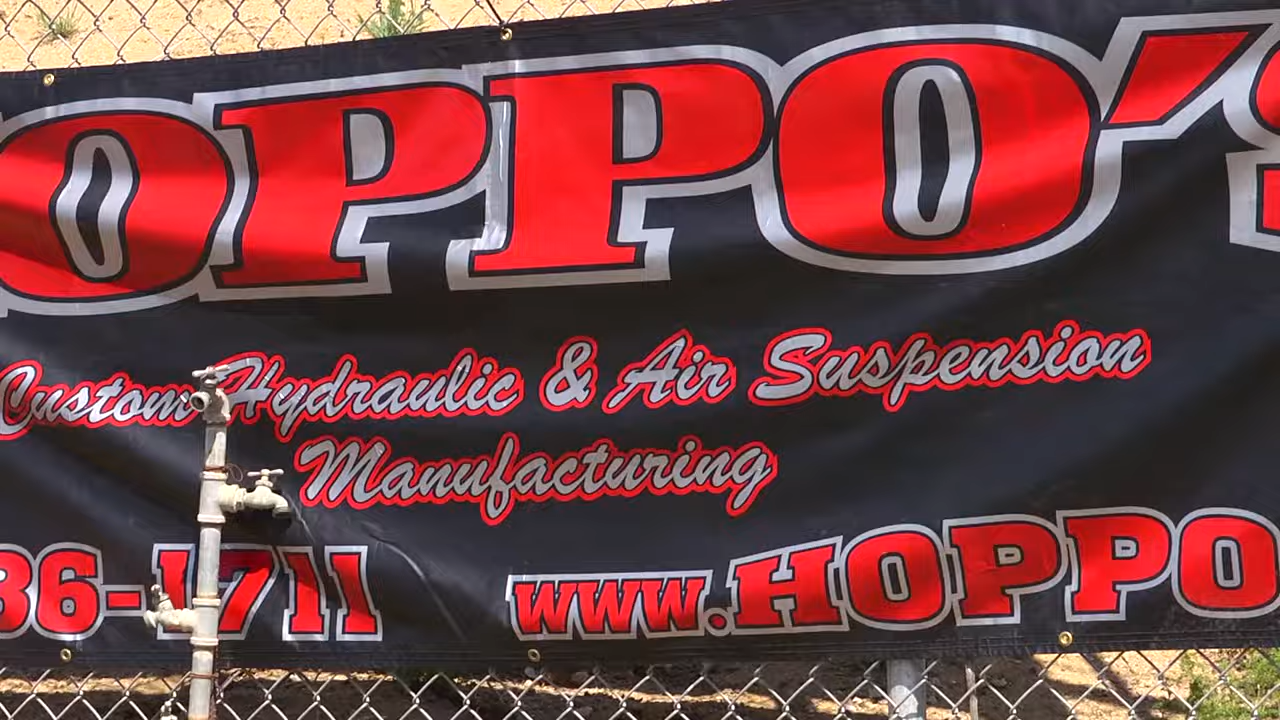 OPPO'S
Custom Hydraulic & Air Suspension
Manufacturing
36-1711
www.HOPPO